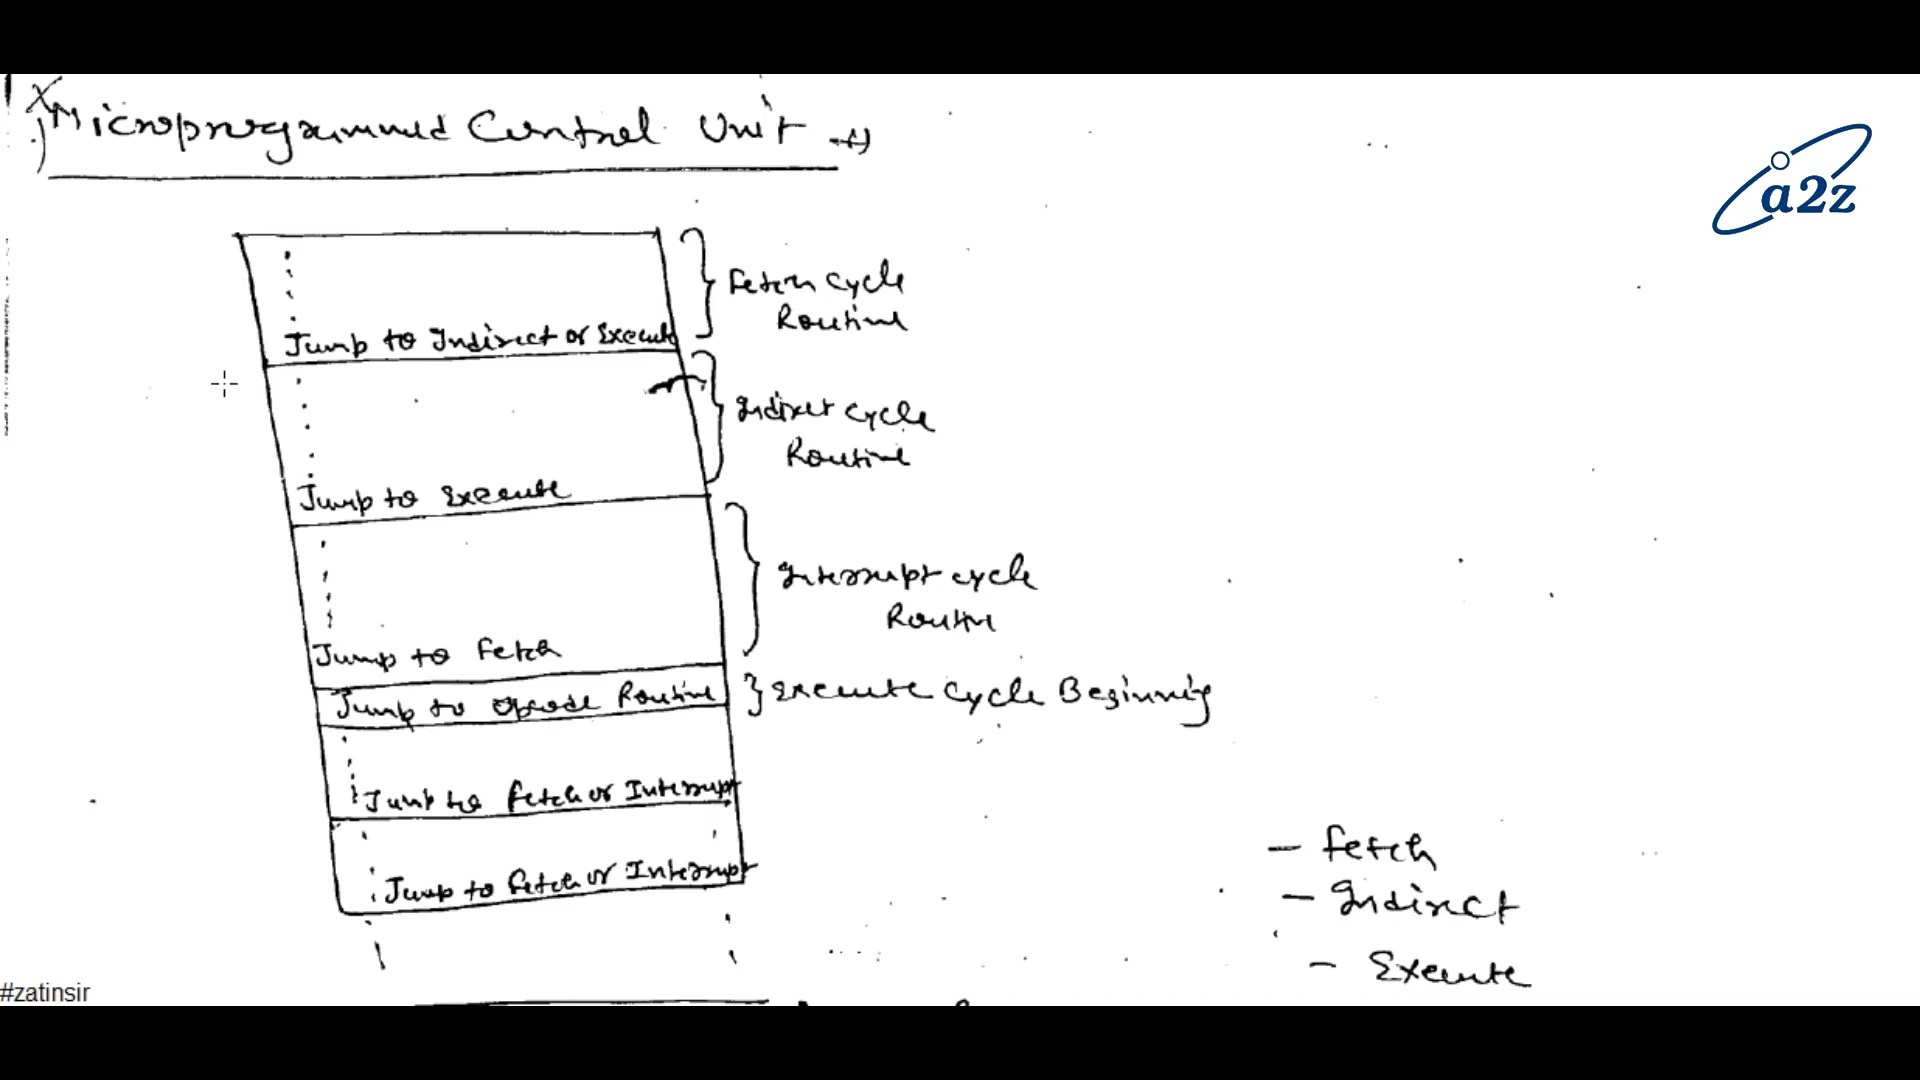 Microprogrammed Control Unit →
a2z
Jump to Indirect or Execute
Fetch Cycle
Routine
Jump to Execute
Indirect Cycle
Routine
Jump to Fetch
Interrupt cycle
Routine
Jump to opcode Routine
Execute Cycle Beginning
Jump to fetch or Interrupt
Jump to fetch or Interrupt
- fetch
- Indirect
- Execute
#zatinsir